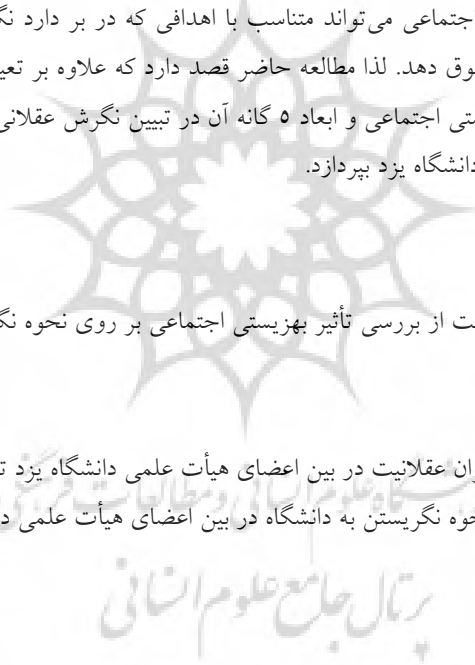 جتماعی می‌تواند متناسب با اهدافی که در بر دارد نگ
وق دهد. لذا مطالعه حاضر قصد دارد که علاوه بر تعی
ستی اجتماعی و ابعاد ٥ گانه آن در تبیین نگرش عقلانی
دانشگاه یزد بپردازد.
ت از بررسی تأثیر بهزیستی اجتماعی بر روی نحوه نگ
ان عقلانیت در بین اعضای هیأت علمی دانشگاه یزد ت
حوه نگریستن به دانشگاه در بین اعضای هیأت علمی د
پرتال جامع علوم انسانی